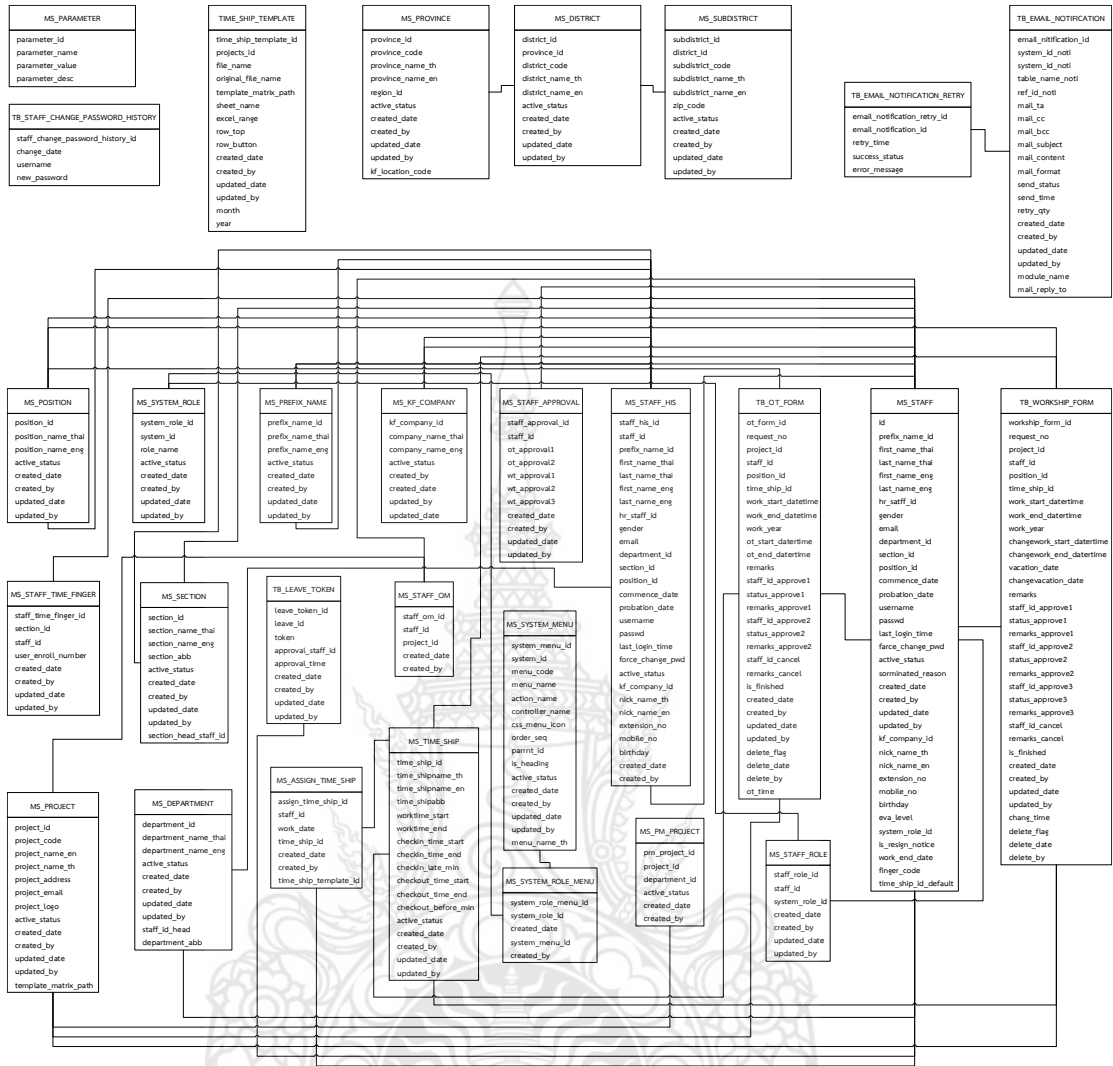 MS_PARAMETER
parameter_id
parameter_name
parameter_value
parameter_desc
TB_STAFF_CHANGE_PASSWORD_HISTORY
staff_change_password_history_id
change_date
username
new_password
TIME_SHIP_TEMPLATE
time_ship_template_id
projects_id
file_name
original_file_name
template_matrix_path
sheet_name
excel_range
row_top
row_button
created_date
created_by
updated_date
updated_by
month
year
MS_PROVINCE
province_id
province_code
province_name_th
province_name_en
region_id
active_status
created_date
created_by
updated_date
updated_by
kf_location_code
MS_DISTRICT
district_id
province_id
district_code
district_name_th
district_name_en
active_status
created_date
created_by
updated_date
updated_by
MS_SUBDISTRICT
subdistrict_id
district_id
subdistrict_code
subdistrict_name_th
subdistrict_name_en
zip_code
active_status
created_date
created_by
updated_date
updated_by
TB_EMAIL_NOTIFICATION_RETRY
email_notification_retry_id
email_notification_id
retry_time
success_status
error_message
TB_EMAIL_NOTIFICATION
email_nitification_id
system_id_noti
system_id_noti
table_name_noti
ref_id_noti
mail_ta
mail_cc
mail_bcc
mail_subject
mail_content
mail_format
send_status
send_time
retry_qty
created_date
created_by
updated_date
updated_by
module_name
mail_reply_to
MS_POSITION
position_id
position_name_thai
position_name_eng
active_status
created_date
created_by
updated_date
updated_by
MS_SYSTEM_ROLE
system_role_id
system_id
role_name
active_status
created_date
created_by
updated_date
updated_by
MS_PREFIX_NAME
prefix_name_id
prefix_name_thai
prefix_name_eng
active_status
created_date
created_by
updated_date
updated_by
MS_KF_COMPANY
kf_company_id
company_name_thai
company_name_eng
active_status
created_date
created_by
updated_by
updated_date
MS_STAFF_APPROVAL
staff_approval_id
staff_id
ot_approval1
ot_approval2
wt_approval1
wt_approval2
wt_approval3
created_date
created_by
updated_date
updated_by
MS_STAFF_HIS
staff_his_id
staff_id
prefix_name_id
first_name_thai
last_name_thai
first_name_eng
last_name_eng
hr_staff_id
gender
email
department_id
section_id
position_id
commence_date
probation_date
username
passwd
last_login_time
force_change_pwd
active_status
kf_company_id
nick_name_th
nick_name_en
extension_no
mobile_no
birthday
created_date
created_by
TB_OT_FORM
ot_form_id
request_no
project_id
staff_id
position_id
time_ship_id
work_start_datertime
work_end_datetime
work_year
ot_start_datertime
ot_end_datertime
remarks
staff_id_approve1
status_approve1
remarks_approve1
staff_id_approve2
status_approve2
remarks_approve2
staff_id_cancel
remarks_cancel
is_finished
created_date
created_by
updated_date
updated_by
delete_flag
delete_date
delete_by
ot_time
MS_STAFF
id
prefix_name_id
first_name_thai
last_name_thai
first_name_eng
last_name_eng
hr_satff_id
gender
email
department_id
section_id
position_id
commence_date
probation_date
username
passwd
last_login_time
farce_change_pwd
active_status
sorminated_reason
created_date
created_by
updated_date
updated_by
kf_company_id
nick_name_th
nick_name_en
extension_no
mobile_no
birthday
eva_level
system_role_id
is_resign_notice
work_end_date
finger_code
time_ship_id_default
TB_WORKSHIP_FORM
workship_form_id
request_no
project_id
staff_id
position_id
time_ship_id
work_start_datertime
work_end_datertime
work_year
changework_start_datertime
changework_end_datertime
vacation_date
changevacation_date
remarks
staff_id_approve1
status_approve1
remarks_approve1
staff_id_approve2
status_approve2
remarks_approve2
staff_id_approve3
status_approve3
remarks_approve3
staff_id_cancel
remarks_cancel
is_finished
created_date
created_by
updated_date
updated_by
chang_time
delete_flag
delete_date
delete_by
MS_STAFF_TIME_FINGER
staff_time_finger_id
section_id
staff_id
user_enroll_number
created_date
created_by
updated_date
updated_by
MS_SECTION
section_id
section_name_thai
section_name_eng
section_abb
active_status
created_date
created_by
updated_date
updated_by
section_head_staff_id
TB_LEAVE_TOKEN
leave_token_id
leave_id
token
approval_staff_id
approval_time
created_date
created_by
updated_date
updated_by
MS_STAFF_OM
staff_om_id
staff_id
project_id
created_date
created_by
MS_SYSTEM_MENU
system_menu_id
system_id
menu_code
menu_name
action_name
controller_name
css_menu_icon
order_seq
parrnt_id
is_heading
active_status
created_date
created_by
updated_date
updated_by
menu_name_th
MS_TIME_SHIP
time_ship_id
time_shipname_th
time_shipname_en
time_shipabb
worktime_start
worktime_end
checkin_time_start
checkin_time_end
checkin_late_min
checkout_time_start
checkout_time_end
checkout_before_min
active_status
created_date
created_by
updated_date
updated_by
MS_ASSIGN_TIME_SHIP
assign_time_ship_id
staff_id
work_date
time_ship_id
created_date
created_by
time_ship_template_id
MS_PROJECT
project_id
project_code
project_name_en
project_name_th
project_address
project_email
project_logo
active_status
created_date
created_by
updated_date
updated_by
template_matrix_path
MS_DEPARTMENT
department_id
department_name_thai
department_name_eng
active_status
created_date
created_by
updated_date
updated_by
staff_id_head
department_abb
MS_SYSTEM_ROLE_MENU
system_role_menu_id
system_role_id
created_date
system_menu_id
created_by
MS_PM_PROJECT
pm_project_id
project_id
department_id
active_status
created_date
created_by
MS_STAFF_ROLE
staff_role_id
staff_id
system_role_id
created_date
created_by
updated_date
updated_by